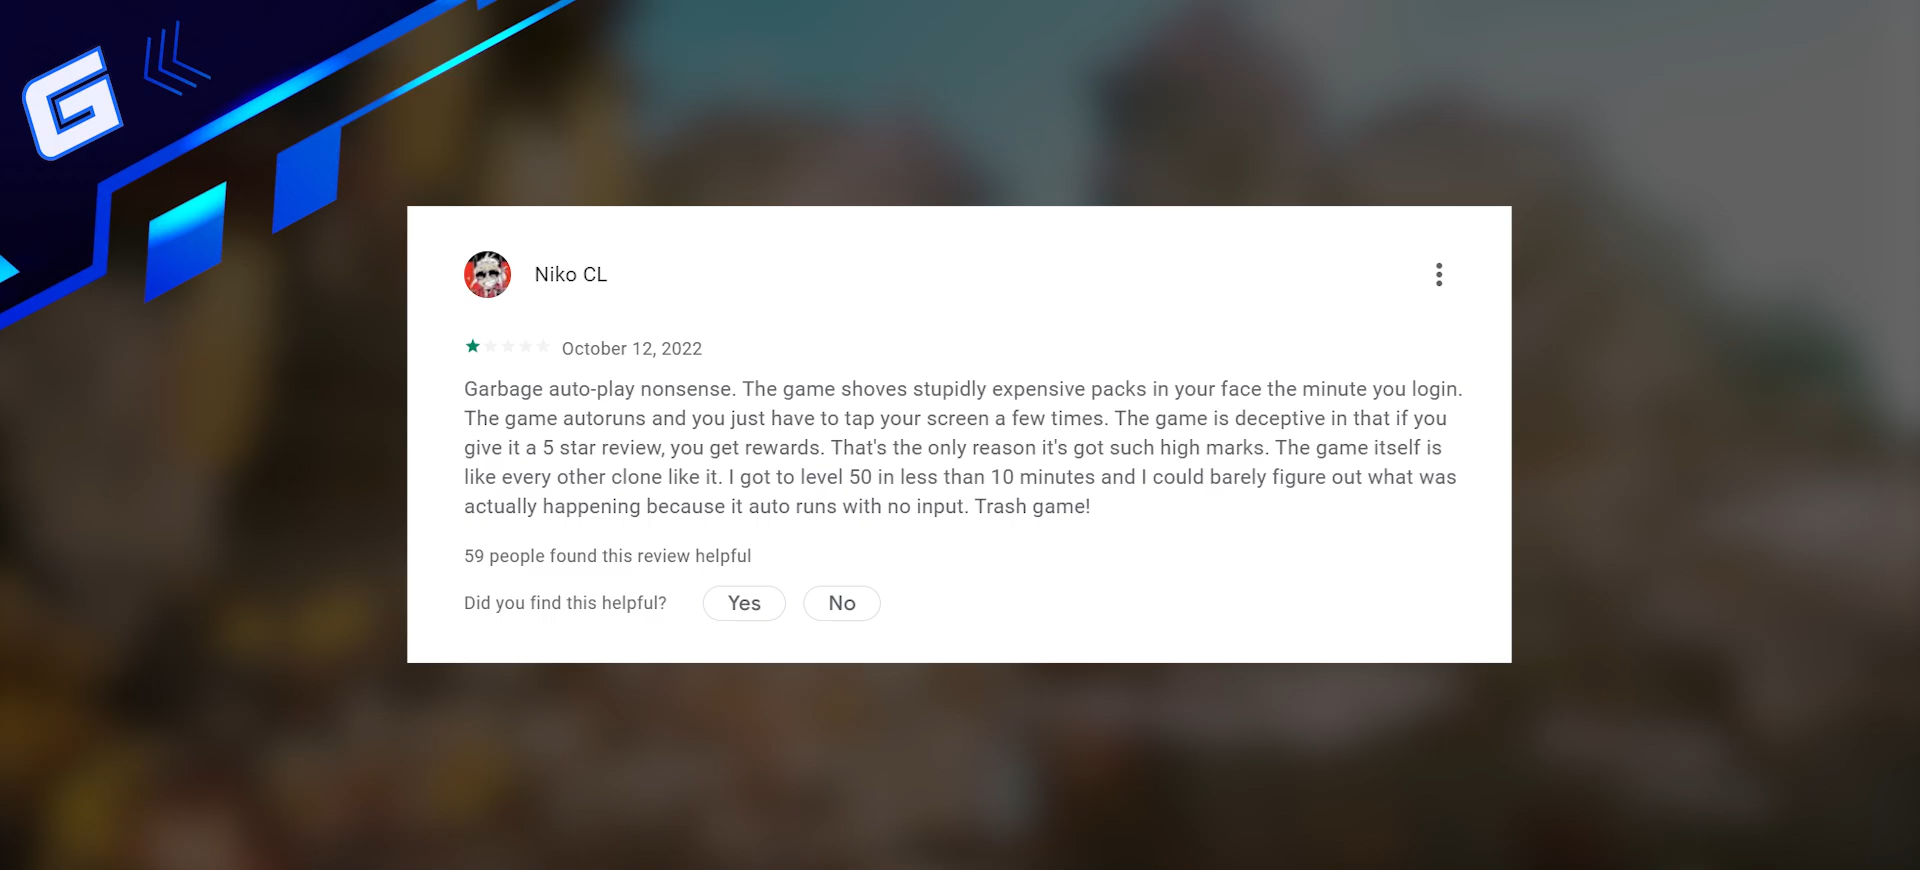 G
Niko CL
October 12, 2022
Garbage auto-play nonsense. The game shoves stupidly expensive packs in your face the minute you login.
The game autoruns and you just have to tap your screen a few times. The game is deceptive in that if you
give it a 5 star review, you get rewards. That's the only reason it's got such high marks. The game itself is
like every other clone like it. I got to level 50 in less than 10 minutes and I could barely figure out what was
actually happening because it auto runs with no input. Trash game!
59 people found this review helpful
Did you find this helpful? Yes No